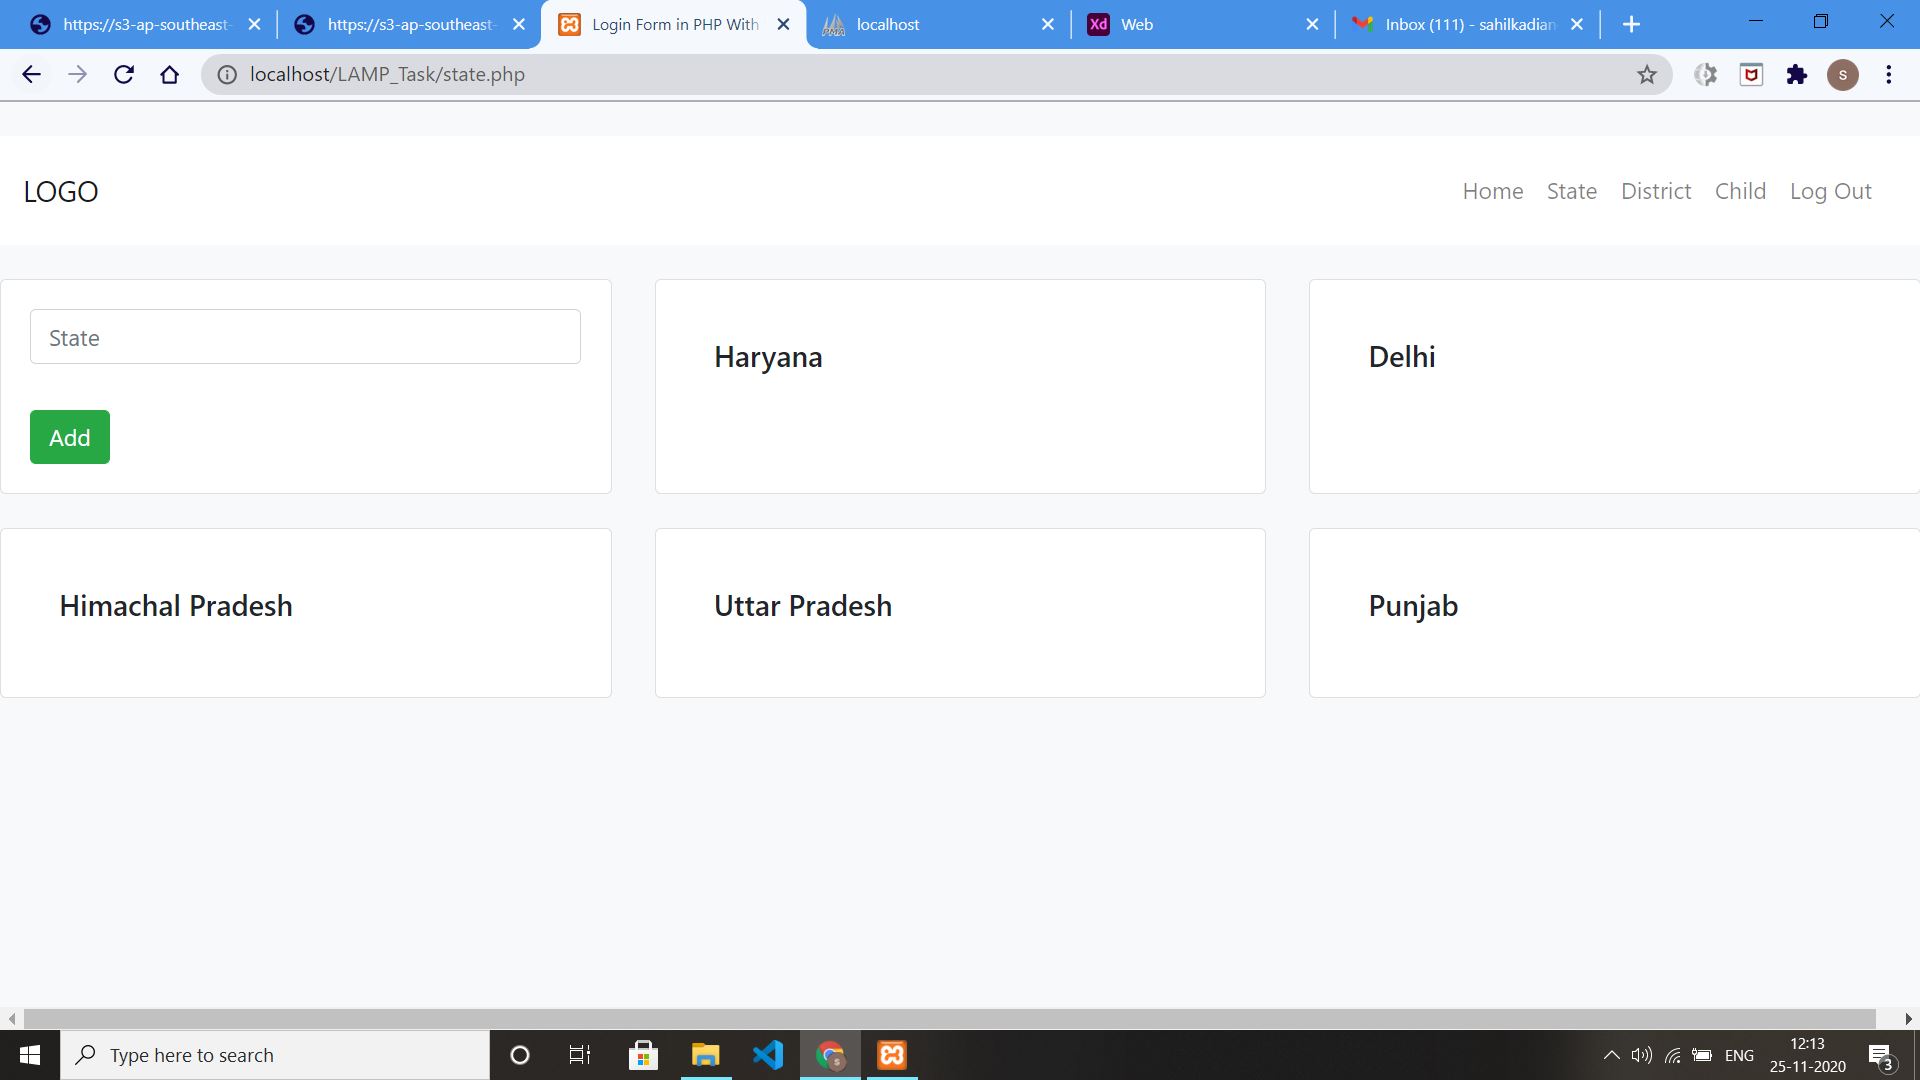 https://s3-ap-southeast-
https://s3-ap-southeast-
Login Form in PHP With
localhost
Xd Web
Inbox (111) - sahilkadian
localhost/LAMP_Task/state.php
S
LOGO
Home State District Child Log Out
State
Add
Haryana
Delhi
Himachal Pradesh
Uttar Pradesh
Punjab
Type here to search
ENG
12:13
25-11-2020
3